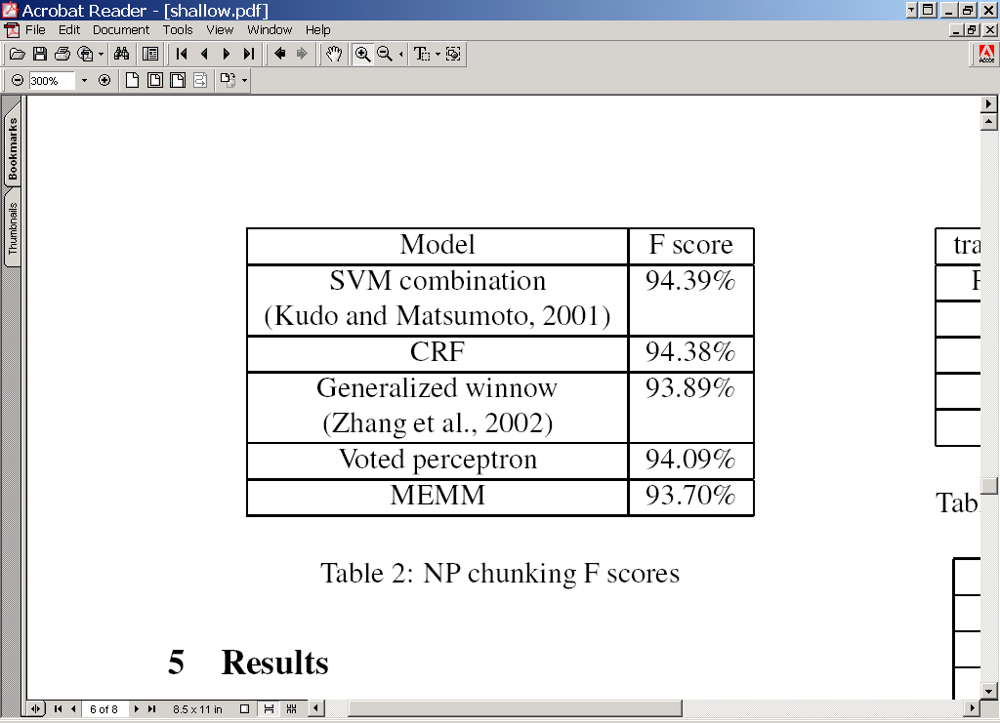 Acrobat Reader - [shallow.pdf]
File Edit Document Tools View Window Help
300%
Adobe
Bookmarks
Thumbnails
Model F score
SVM combination 94.39%
(Kudo and Matsumoto, 2001)
CRF 94.38%
Generalized winnow 93.89%
(Zhang et al., 2002)
Voted perceptron 94.09%
MEMM 93.70%
Table 2: NP chunking F scores
5 Results
tra
Tab
6 of 8 8.5 x 11 in